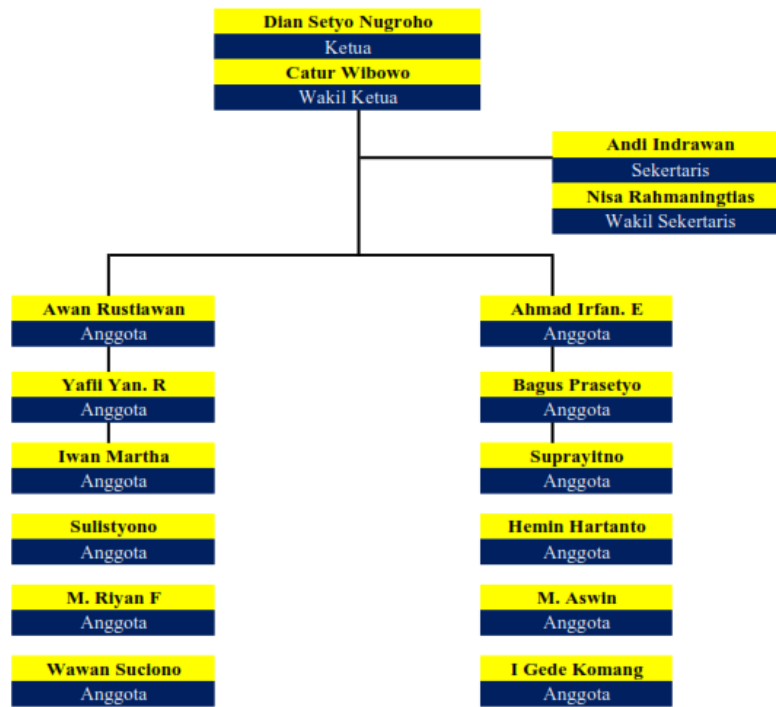 Dian Setyo Nugroho
Ketua
Catur Wibowo
Wakil Ketua
Andi Indrawan
Sekertaris
Nisa Rahmaningtias
Wakil Sekertaris
Awan Rustiawan
Anggota
Yafii Yan. R
Anggota
Iwan Martha
Anggota
Sulistyono
Anggota
M. Riyan F
Anggota
Wawan Suciono
Anggota
Ahmad Irfan. E
Anggota
Bagus Prasetyo
Anggota
Suprayitno
Anggota
Hemin Hartanto
Anggota
M. Aswin
Anggota
I Gede Komang
Anggota